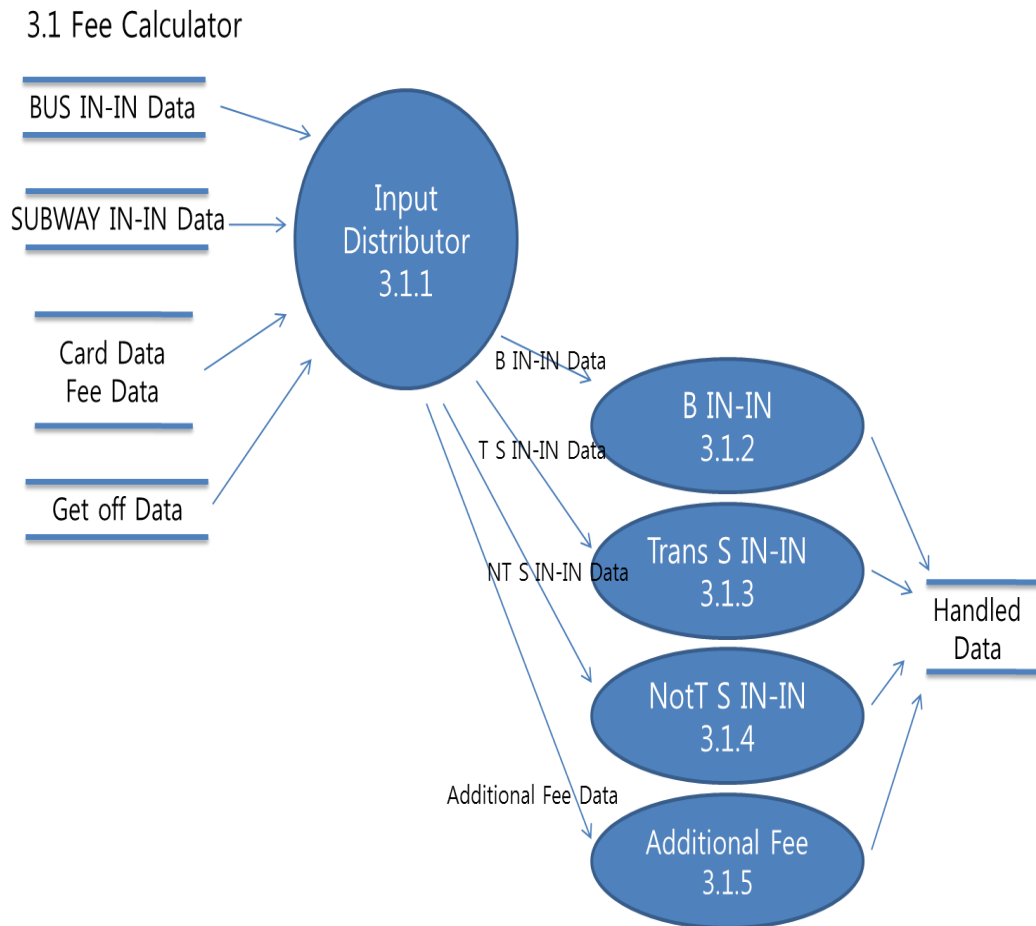 3.1 Fee Calculator
BUS IN-IN Data
SUBWAY IN-IN Data
Card Data
Fee Data
Get off Data
Input
Distributor
3.1.1
B IN-IN Data
T S IN-IN Data
NT S IN-IN Data
Additional Fee Data
B IN-IN
3.1.2
Trans S IN-IN
3.1.3
NotT S IN-IN
3.1.4
Additional Fee
3.1.5
Handled
Data